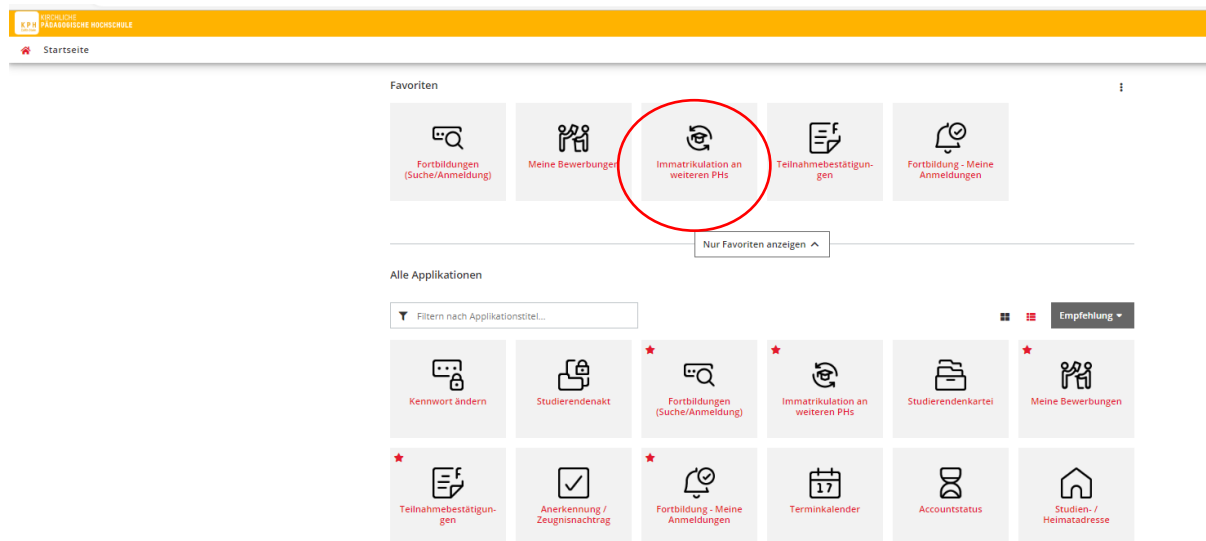 KIRCHLICHE
KPH PÄDAGOGISCHE HOCHSCHULE
Startseite
Favoriten
Fortbildungen
(Suche/Anmeldung)
Meine Bewerbungen
Immatrikulation an
weiteren PHs
Teilnahmebestätigun-
gen
Fortbildung - Meine
Anmeldungen
Nur Favoriten anzeigen
Alle Applikationen
Filtern nach Applikationstitel...
Empfehlung
Kennwort ändern
Studierendenakt
Fortbildungen
(Suche/Anmeldung)
Immatrikulation an
weiteren PHs
Studierendenkartei
Meine Bewerbungen
Teilnahmebestätigun-
gen
Anerkennung /
Zeugnisnachtrag
Fortbildung - Meine
Anmeldungen
17
Terminkalender
Accountstatus
Studien- /
Heimatadresse